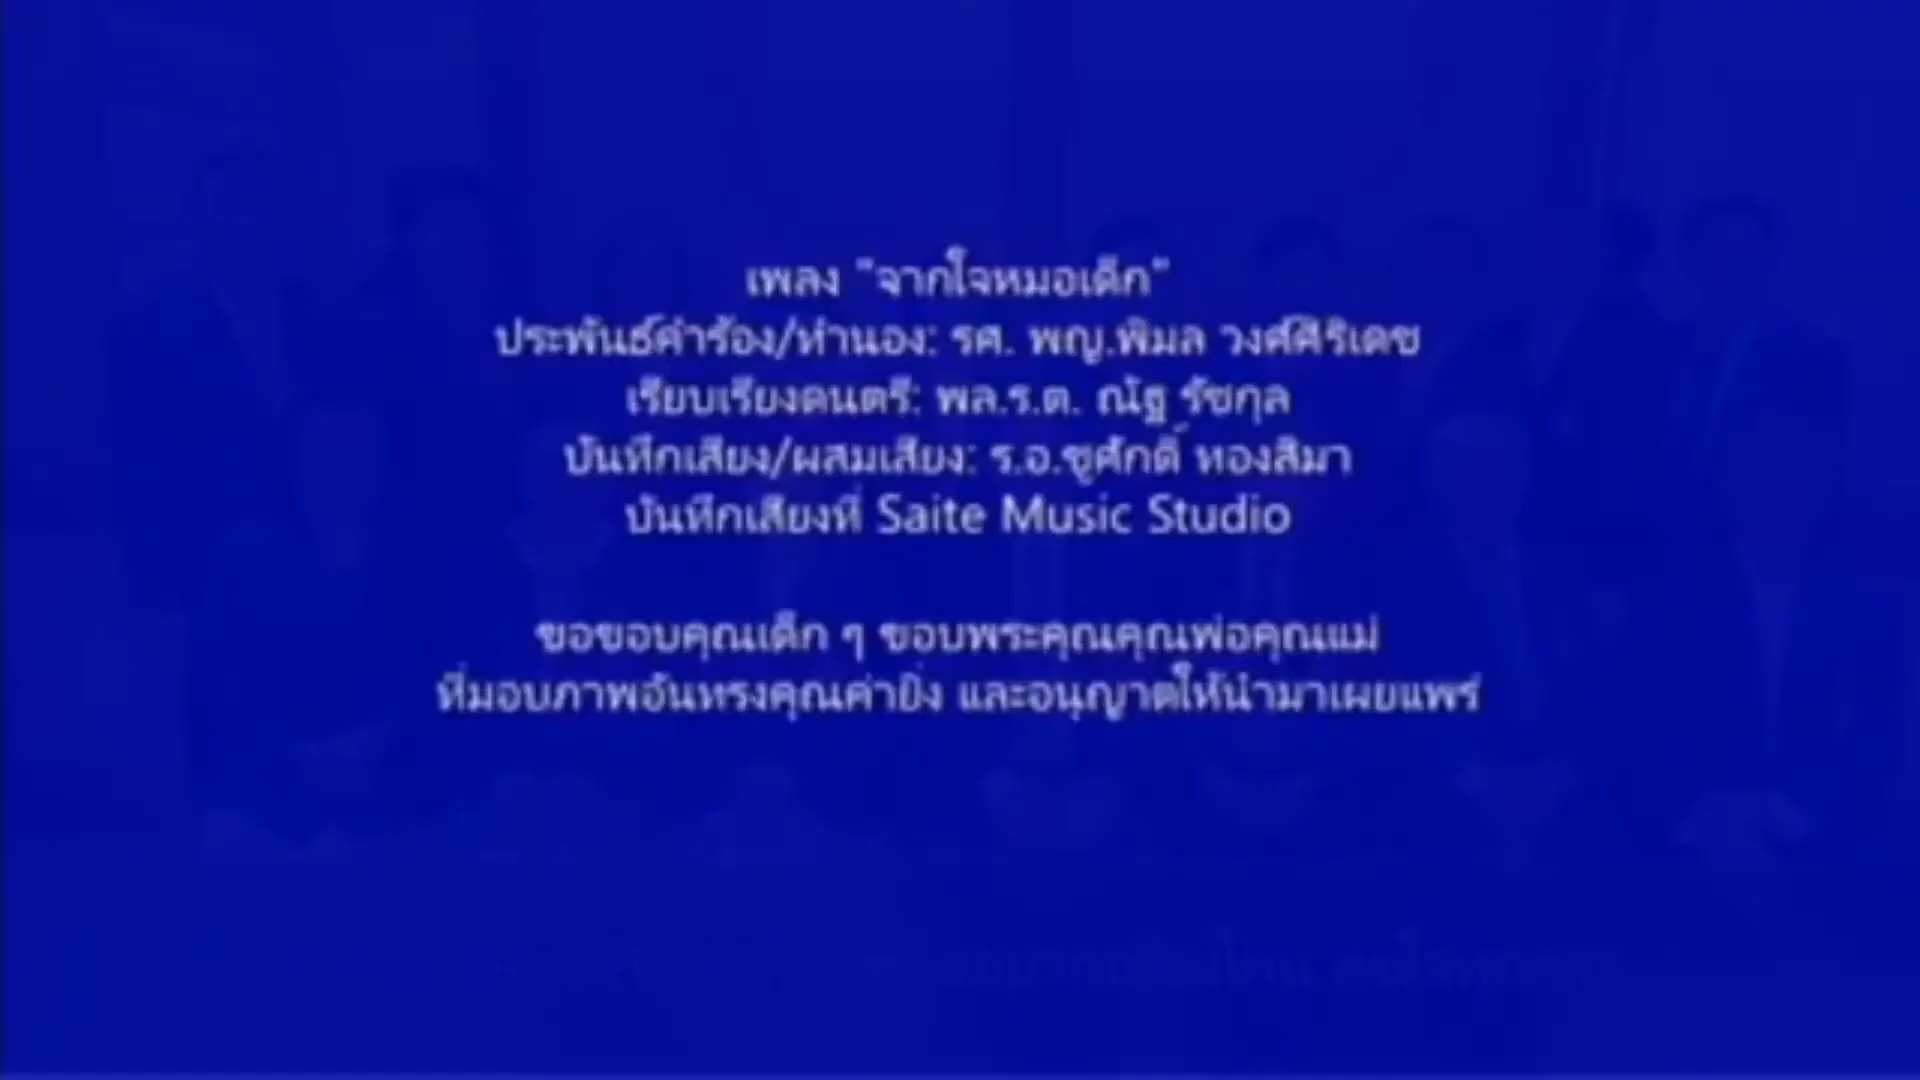 เพลง "จากใจหมอเด็ก"
ประพันธ์คำร้อง/ทำนอง: รศ. พญ.พิมล วงศ์ศิริเดช
เรียบเรียงดนตรี: พล.ร.ต. ณัฐ รัชกุล
บันทึกเสียง/ผสมเสียง: ร.อ.ชูศักดิ์ ทองสิมา
บันทึกเสียงที่ Saite Music Studio
ขอขอบคุณเด็ก ๆ ขอบพระคุณคุณพ่อคุณแม่
ที่มอบภาพอันทรงคุณค่ายิ่ง และอนุญาตให้นำมาเผยแพร่